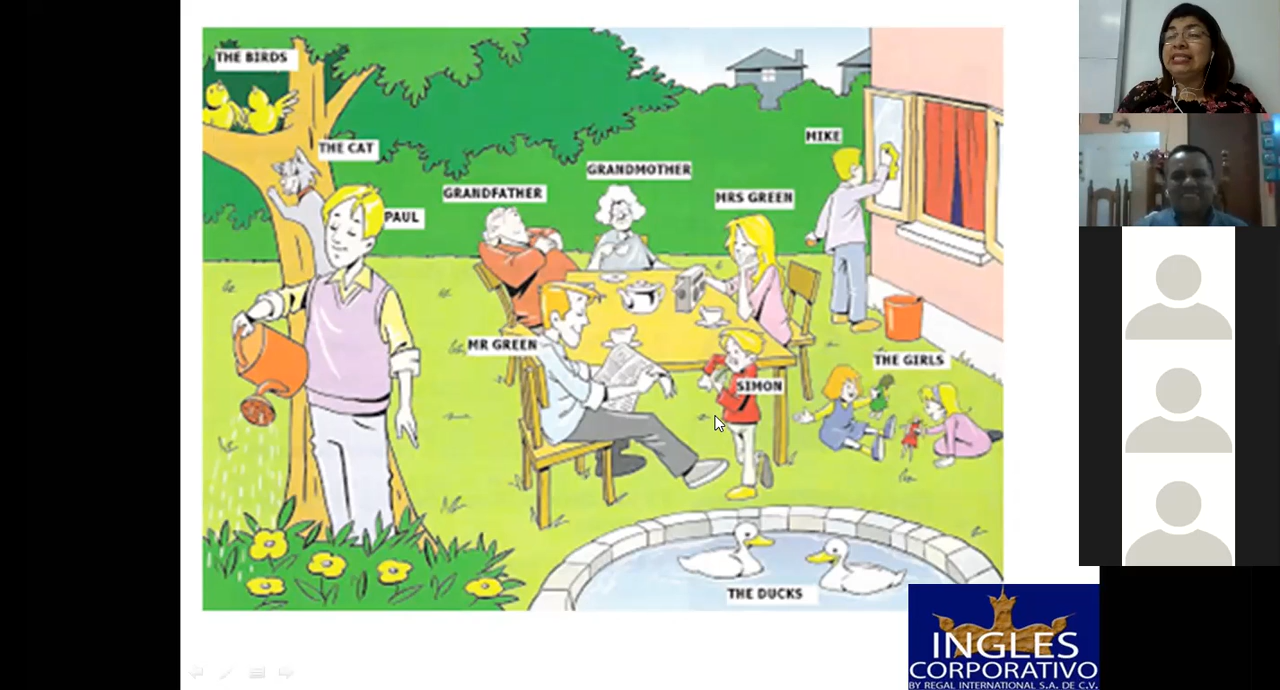 THE BIRDS
THE CAT
PAUL
GRANDFATHER
GRANDMOTHER
MRS GREEN
MIKE
MR GREEN
SIMON
THE GIRLS
THE DUCKS
INGLES
CORPORATIVO
BY REGAL INTERNATIONAL S.A. DE C.V.